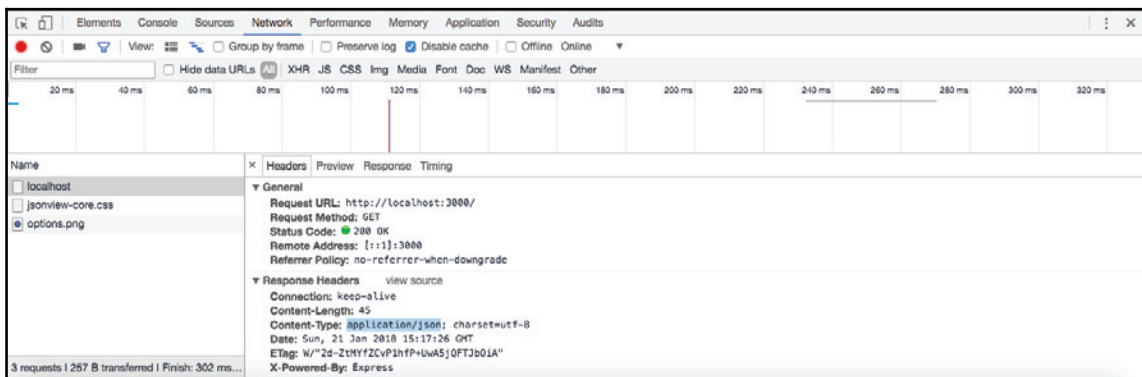 Elements Console Sources Network Performance Memory Application Security Audits
View: Group by frame Preserve log Disable cache Offline Online
Filter Hide data URLs All XHR JS CSS Img Media Font Doc WS Manifest Other
20 ms 40 ms 60 ms 80 ms 100 ms 120 ms 140 ms 160 ms 180 ms 200 ms 220 ms 240 ms 260 ms 280 ms 300 ms 320 ms
Name
localhost
jsonview-core.css
options.png
3 requests | 257 B transferred | Finish: 302 ms...
× Headers Preview Response Timing
▼ General
Request URL: http://localhost:3000/
Request Method: GET
Status Code: 200 OK
Remote Address: [::1]:3000
Referrer Policy: no-referrer-when-downgrade
▼ Response Headers view source
Connection: keep-alive
Content-Length: 45
Content-Type: application/json; charset=utf-8
Date: Sun, 21 Jan 2018 15:17:26 GMT
ETag: W/"2d-ZtMYfZCvP1hfP+UwA5jOFTJbOiA"
X-Powered-By: Express